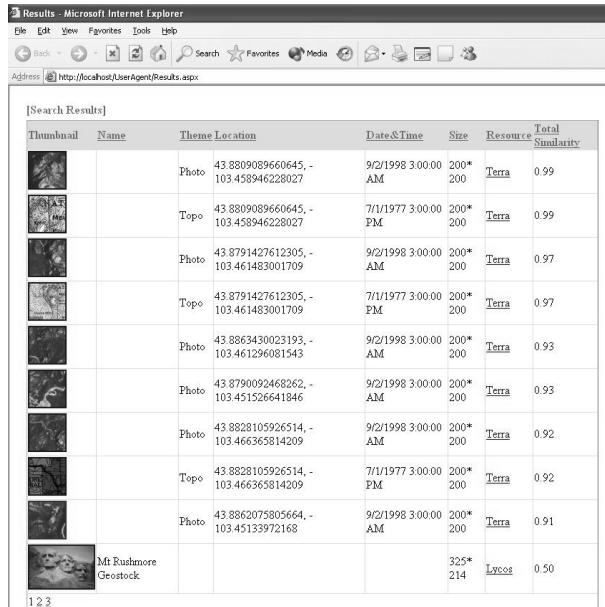 Results - Microsoft Internet Explorer
File Edit View Favorites Tools Help
Back Search Favorites Media
Address http://localhost/UserAgent/Results.aspx
[Search Results]
Thumbnail Name Theme Location Date&Time Size Resource Total
Similarity
Photo 43.8809089660645, - 9/2/1998 3:00:00 200* Terra 0.99
103.458946228027 AM 200
Topo 43.8809089660645, - 7/1/1977 3:00:00 200* Terra 0.99
103.458946228027 PM 200
Photo 43.8791427612305, - 9/2/1998 3:00:00 200* Terra 0.97
103.461483001709 AM 200
Topo 43.8791427612305, - 7/1/1977 3:00:00 200* Terra 0.97
103.461483001709 PM 200
Photo 43.8863430023193, - 9/2/1998 3:00:00 200* Terra 0.93
103.461296081543 AM 200
Photo 43.8790092468262, - 9/2/1998 3:00:00 200* Terra 0.93
103.451526641846 AM 200
Photo 43.8828105926514, - 9/2/1998 3:00:00 200* Terra 0.92
103.466365814209 AM 200
Topo 43.8828105926514, - 7/1/1977 3:00:00 200* Terra 0.92
103.466365814209 PM 200
Photo 43.8862075805664, - 9/2/1998 3:00:00 200* Terra 0.91
103.45133972168 AM 200
Mt Rushmore 325* Lycos 0.50
Geostock 214
1 2 3